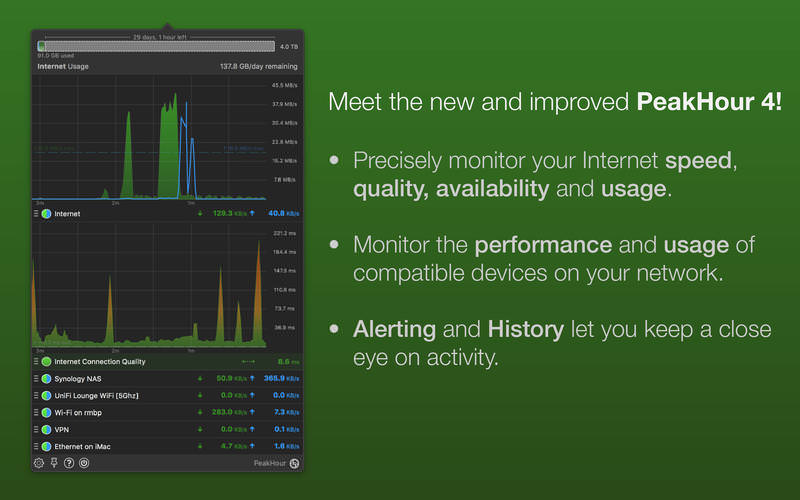 29 days, 1 hour left
4.0 TB
91.0 GB used
Internet Usage 137.8 GB/day remaining
45.5 MB/s
37.9 MB/s
30.4 MB/s
22.8 MB/s
15.2 MB/s
7.6 MB/s
3m 2m 1m
Internet 129.3 KB/s 40.8 KB/s
221.2 ms
184.4 ms
147.5 ms
110.6 ms
73.7 ms
36.9 ms
3m 2m 1m
Internet Connection Quality 8.6 ms
Synology NAS 50.9 KB/s 365.9 KB/s
UniFi Lounge WiFi [5Ghz] 0.0 KB/s 0.0 KB/s
Wi-Fi on rmbp 283.0 KB/s 7.3 KB/s
VPN 0.0 KB/s 0.1 KB/s
Ethernet on iMac 4.7 KB/s 1.6 KB/s
PeakHour
Meet the new and improved PeakHour 4!
• Precisely monitor your Internet speed,
quality, availability and usage.
• Monitor the performance and usage of
compatible devices on your network.
• Alerting and History let you keep a close
eye on activity.